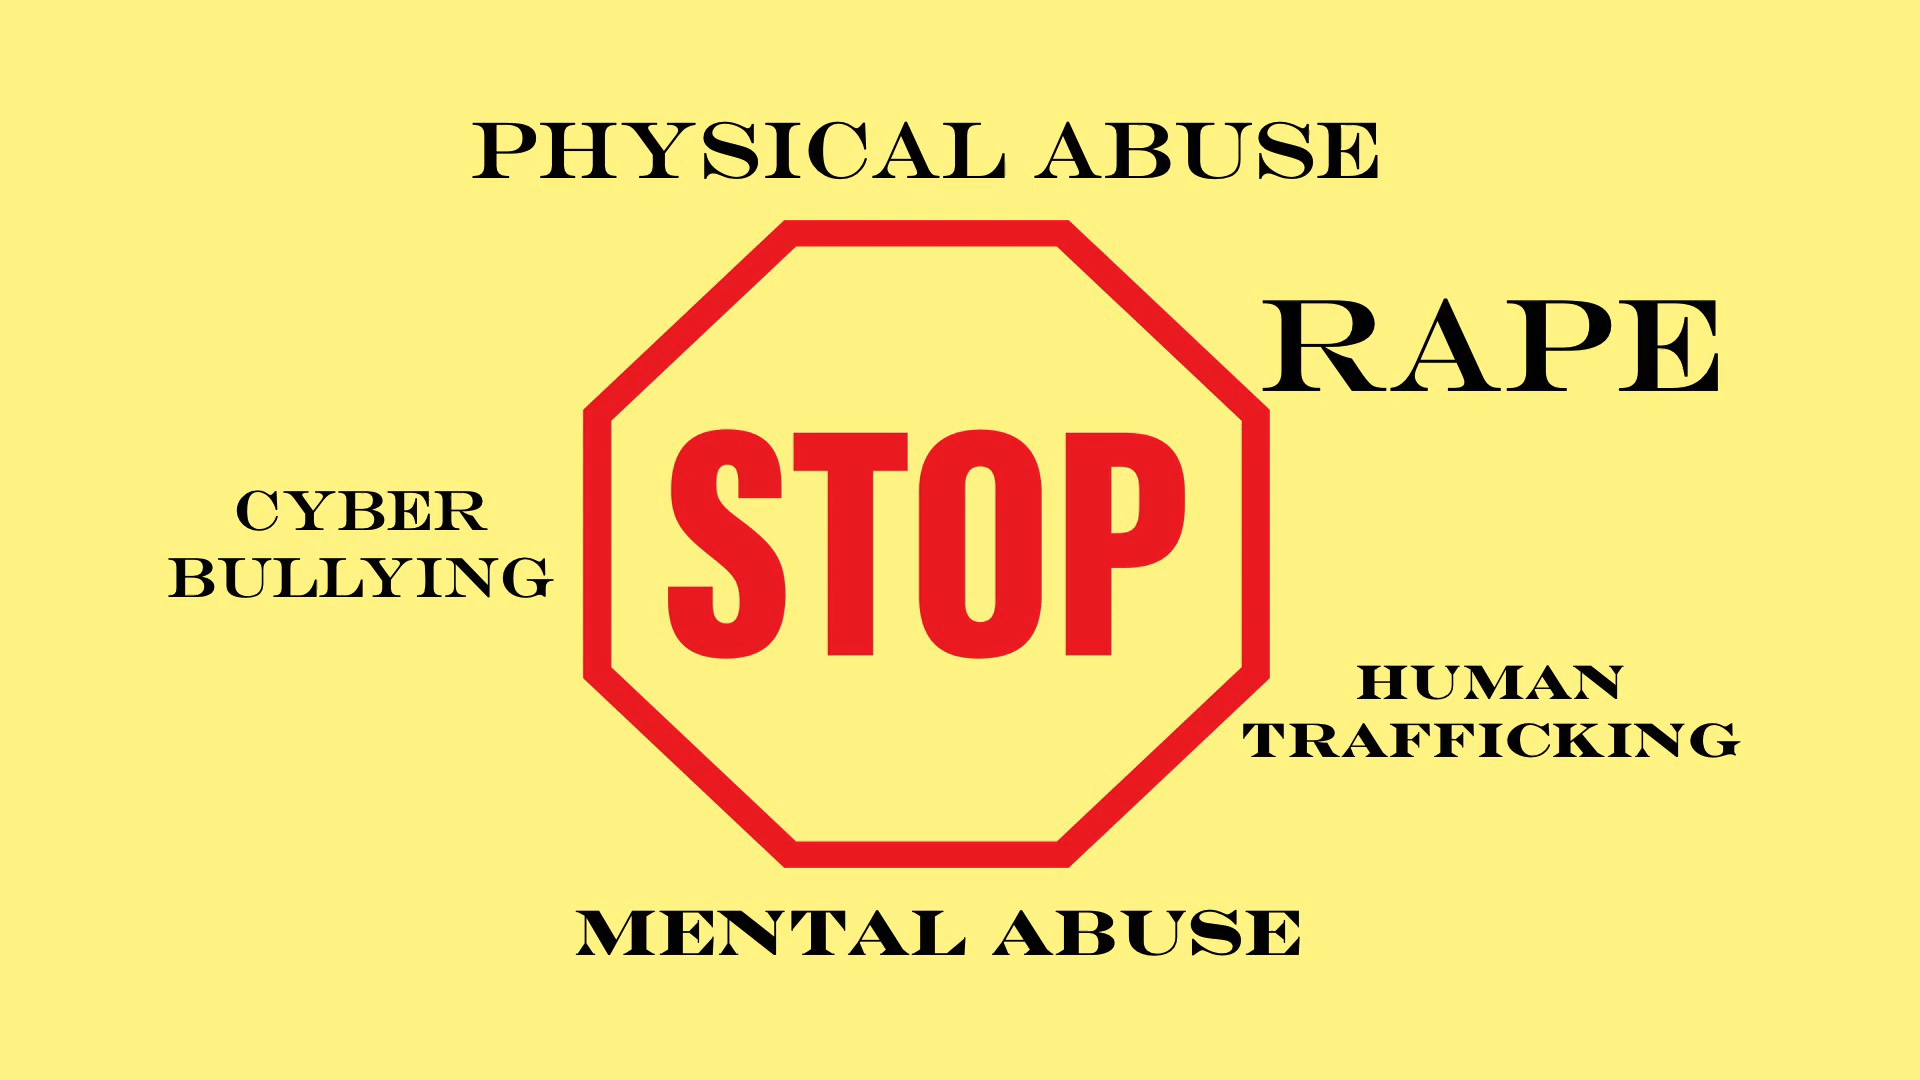 PHYSICAL ABUSE
RAPE
CYBER
BULLYING
STOP
HUMAN
TRAFFICKING
MENTAL ABUSE